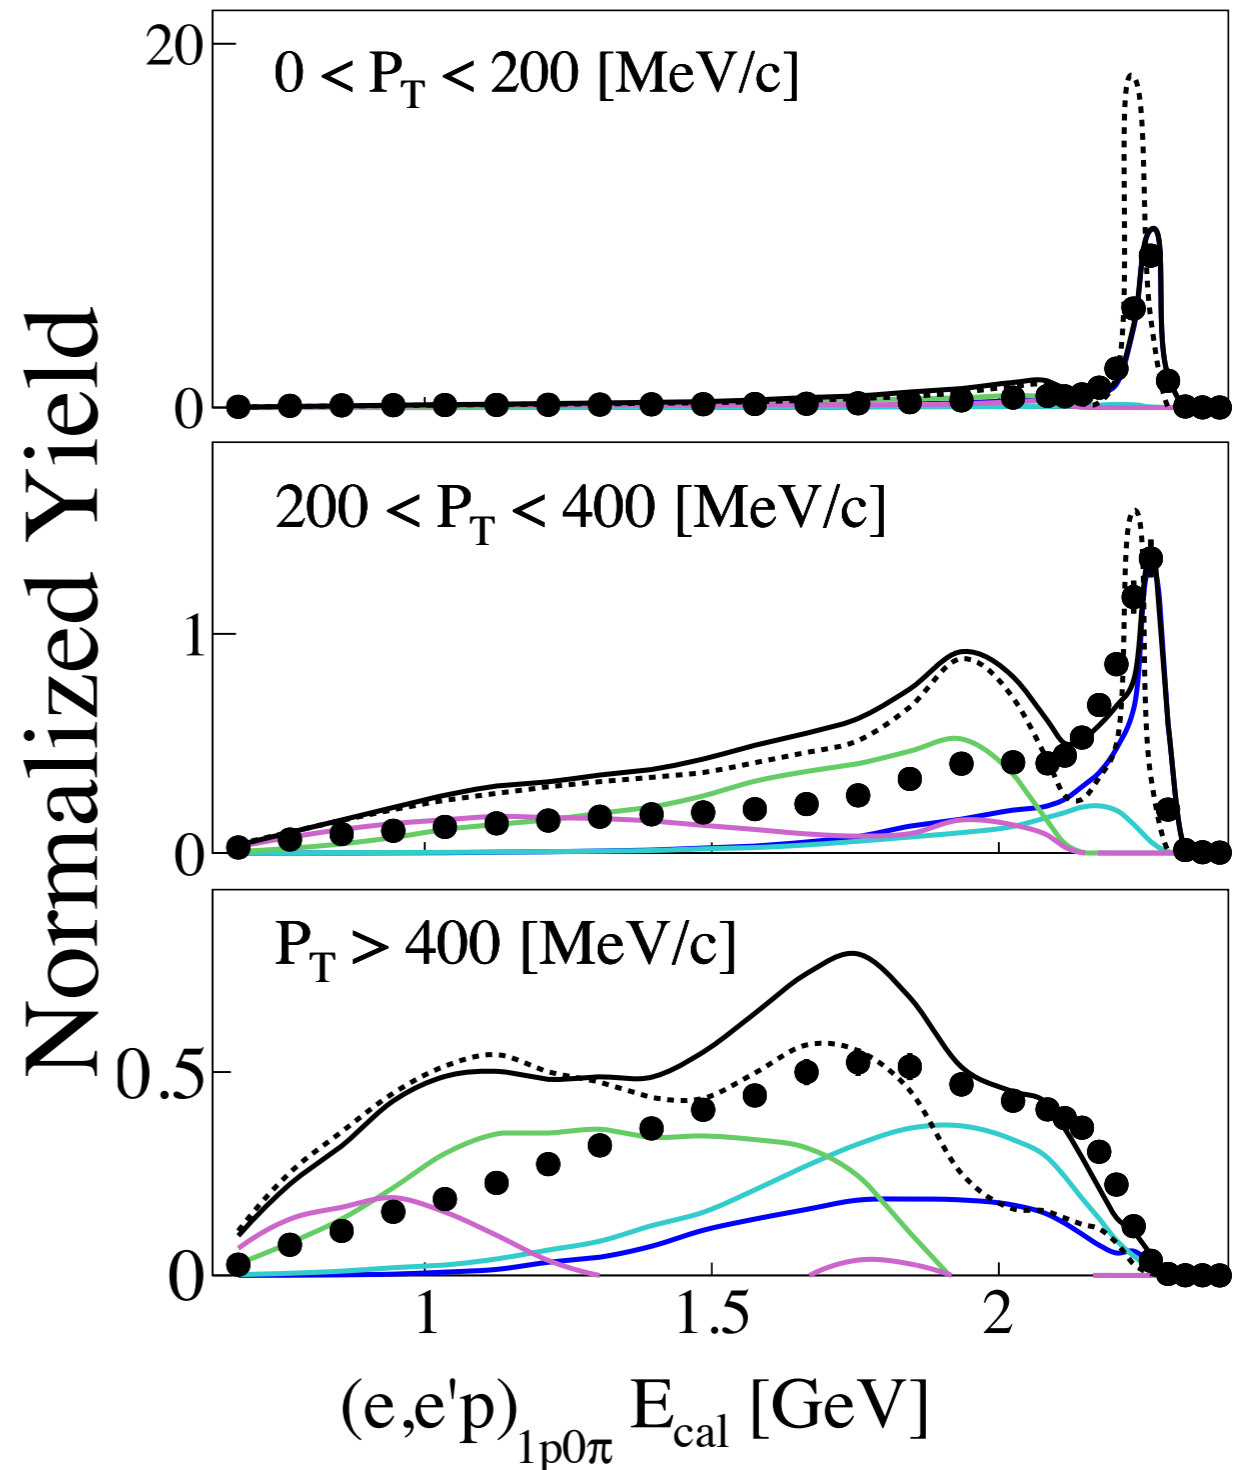 Normalized Yield
20
0 < P_T < 200 [MeV/c]
0
200 < P_T < 400 [MeV/c]
1
0
P_T > 400 [MeV/c]
0.5
0
1 1.5 2
(e,e'p)_1p0π E_cal [GeV]